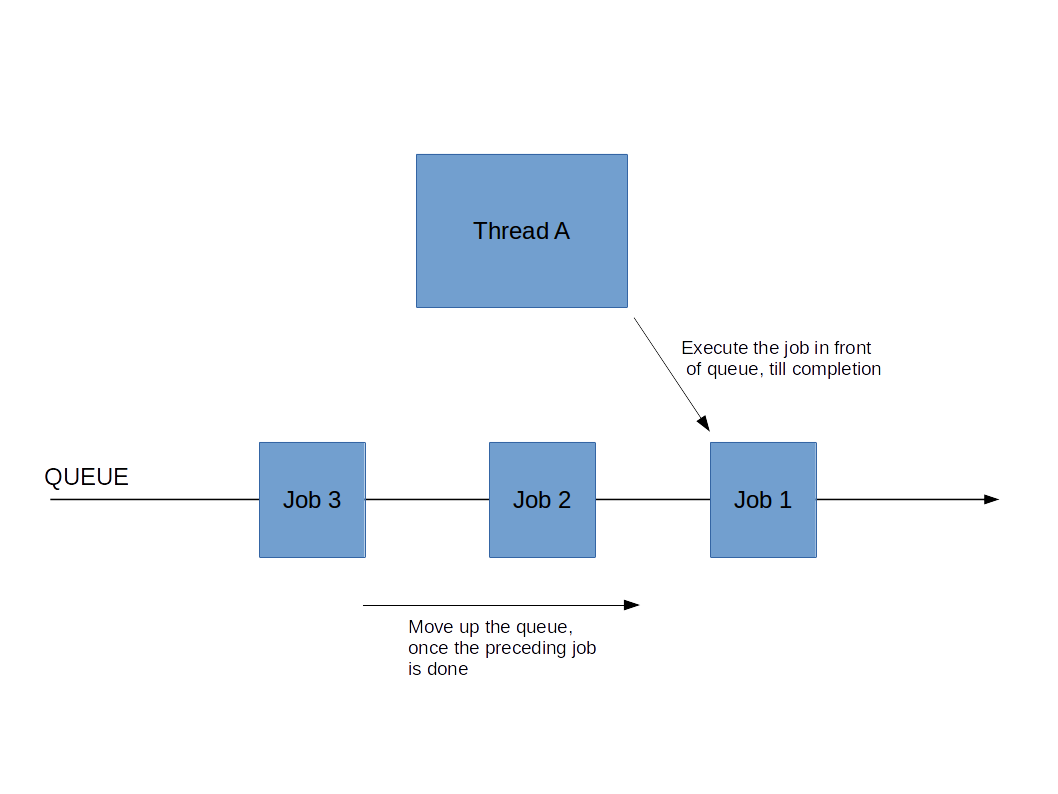 Thread A
Execute the job in front
of queue, till completion
QUEUE
Job 3
Job 2
Job 1
Move up the queue,
once the preceding job
is done